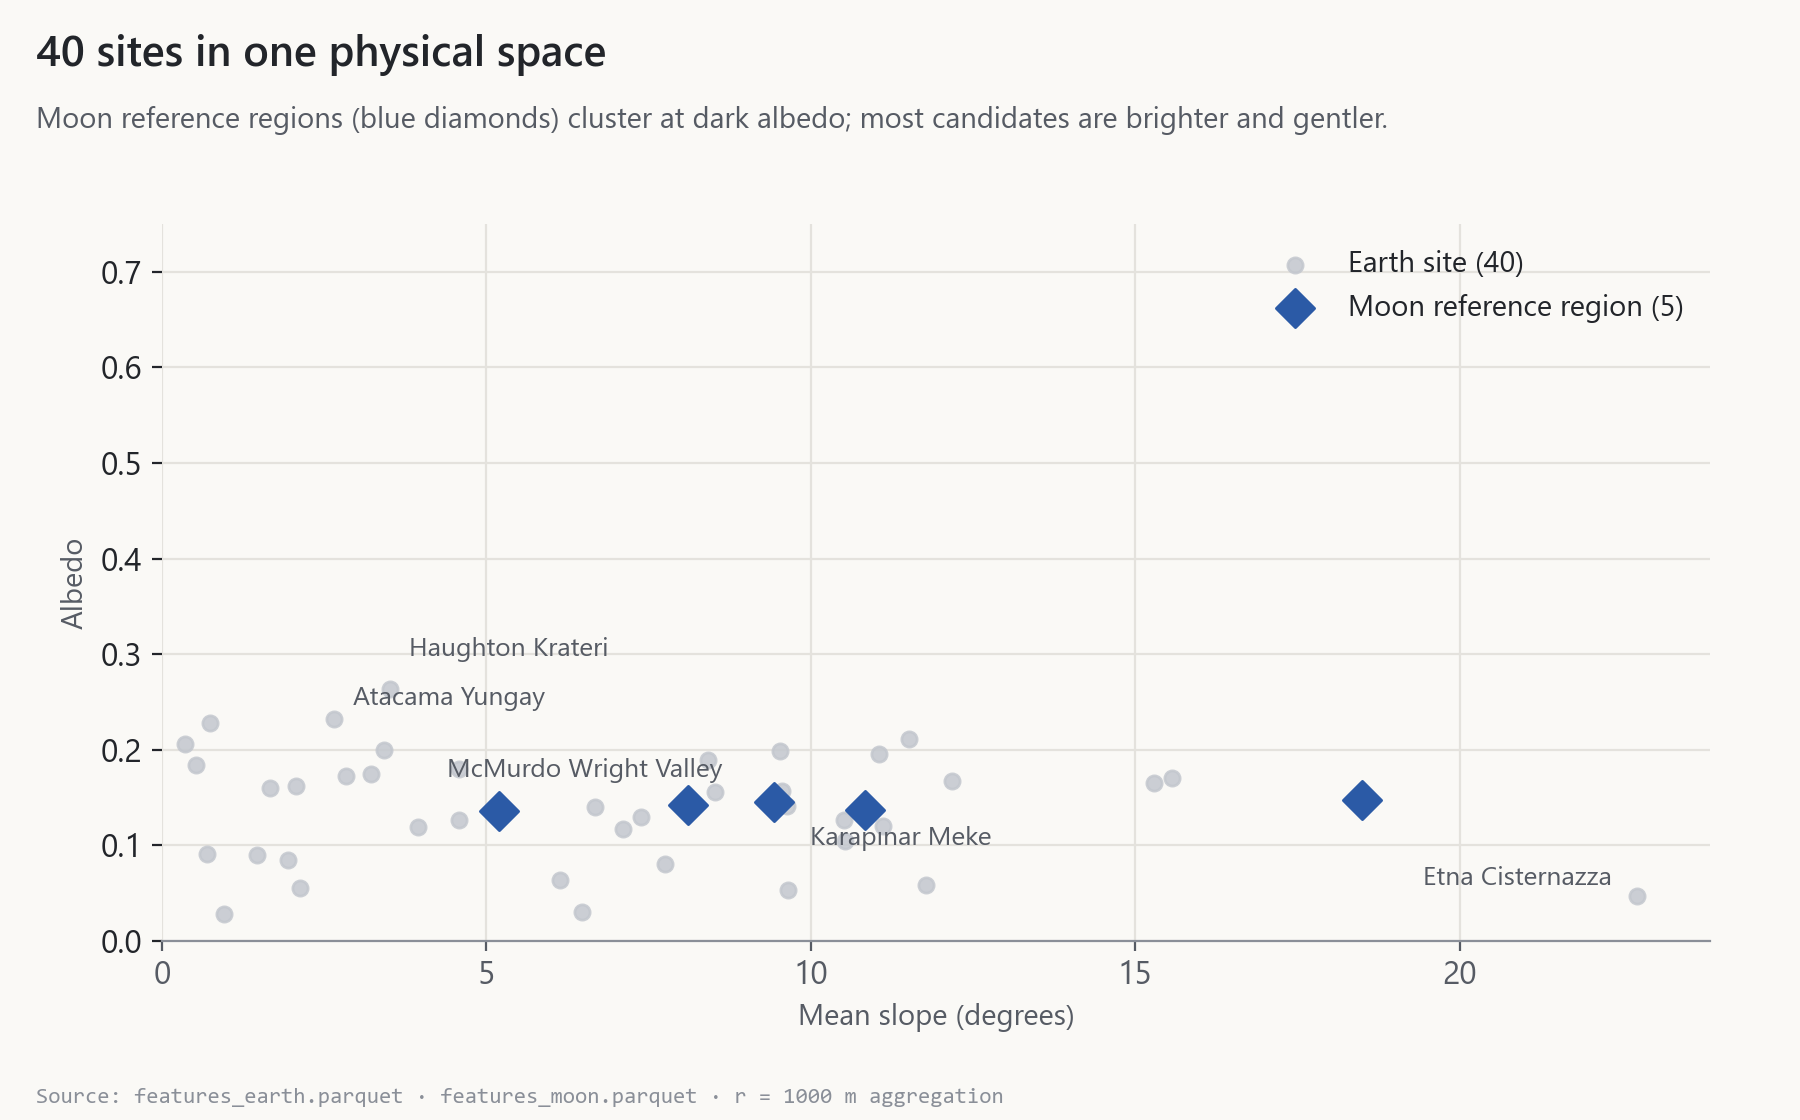 40 sites in one physical space
Moon reference regions (blue diamonds) cluster at dark albedo; most candidates are brighter and gentler.
Earth site (40)
Moon reference region (5)
0.7
0.6
0.5
0.4
0.3
0.2
0.1
0.0
Albedo
Haughton Krateri
Atacama Yungay
McMurdo Wright Valley
Karapınar Meke
Etna Cisternazza
0
5
10
15
20
Mean slope (degrees)
Source: features_earth.parquet · features_moon.parquet · r = 1000 m aggregation